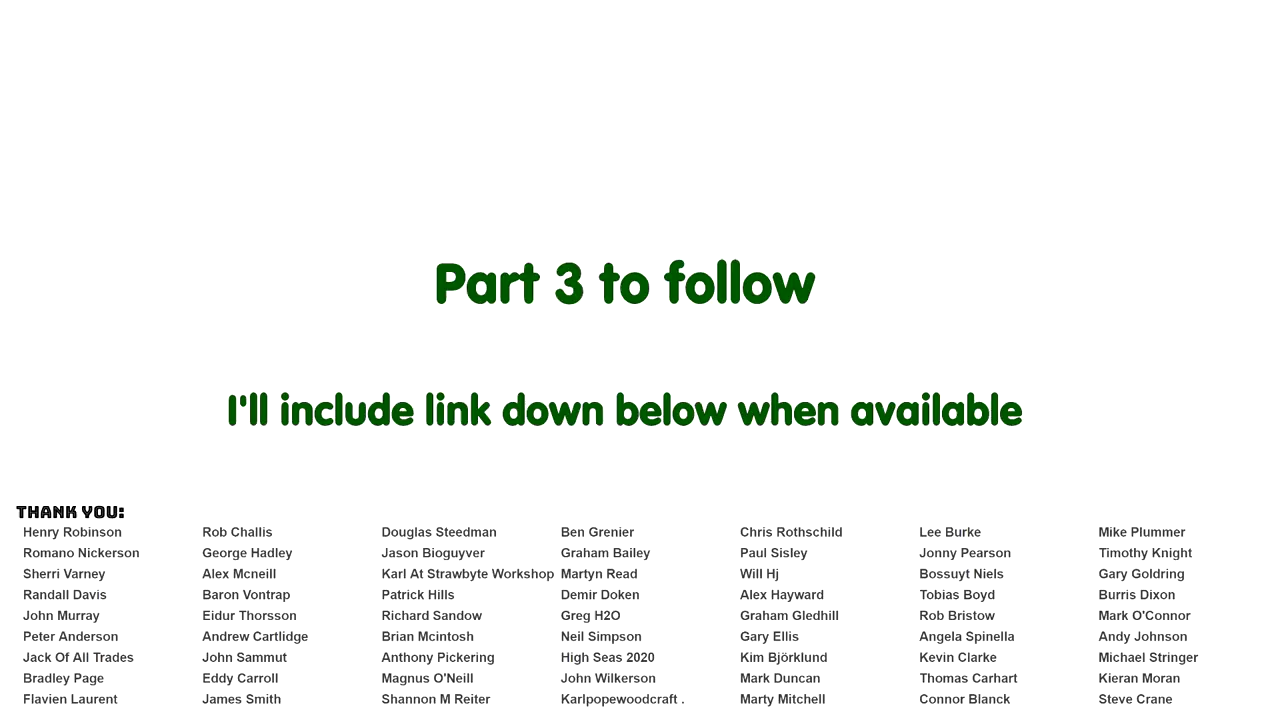 Part 3 to follow
I'll include link down below when available
THANK YOU:
Henry Robinson Rob Challis Douglas Steedman Ben Grenier Chris Rothschild Lee Burke Mike Plummer
Romano Nickerson George Hadley Jason Bioguyver Graham Bailey Paul Sisley Jonny Pearson Timothy Knight
Sherri Varney Alex Mcneill Karl At Strawbyte Workshop Martyn Read Will Hj Bossuyt Niels Gary Goldring
Randall Davis Baron Vontrap Patrick Hills Demir Doken Alex Hayward Tobias Boyd Burris Dixon
John Murray Eidur Thorsson Richard Sandow Greg H2O Graham Gledhill Rob Bristow Mark O'Connor
Peter Anderson Andrew Cartlidge Brian Mcintosh Neil Simpson Gary Ellis Angela Spinella Andy Johnson
Jack Of All Trades John Sammut Anthony Pickering High Seas 2020 Kim Björklund Kevin Clarke Michael Stringer
Bradley Page Eddy Carroll Magnus O'Neill John Wilkerson Mark Duncan Thomas Carhart Kieran Moran
Flavien Laurent James Smith Shannon M Reiter Karlpopewoodcraft . Marty Mitchell Connor Blanck Steve Crane